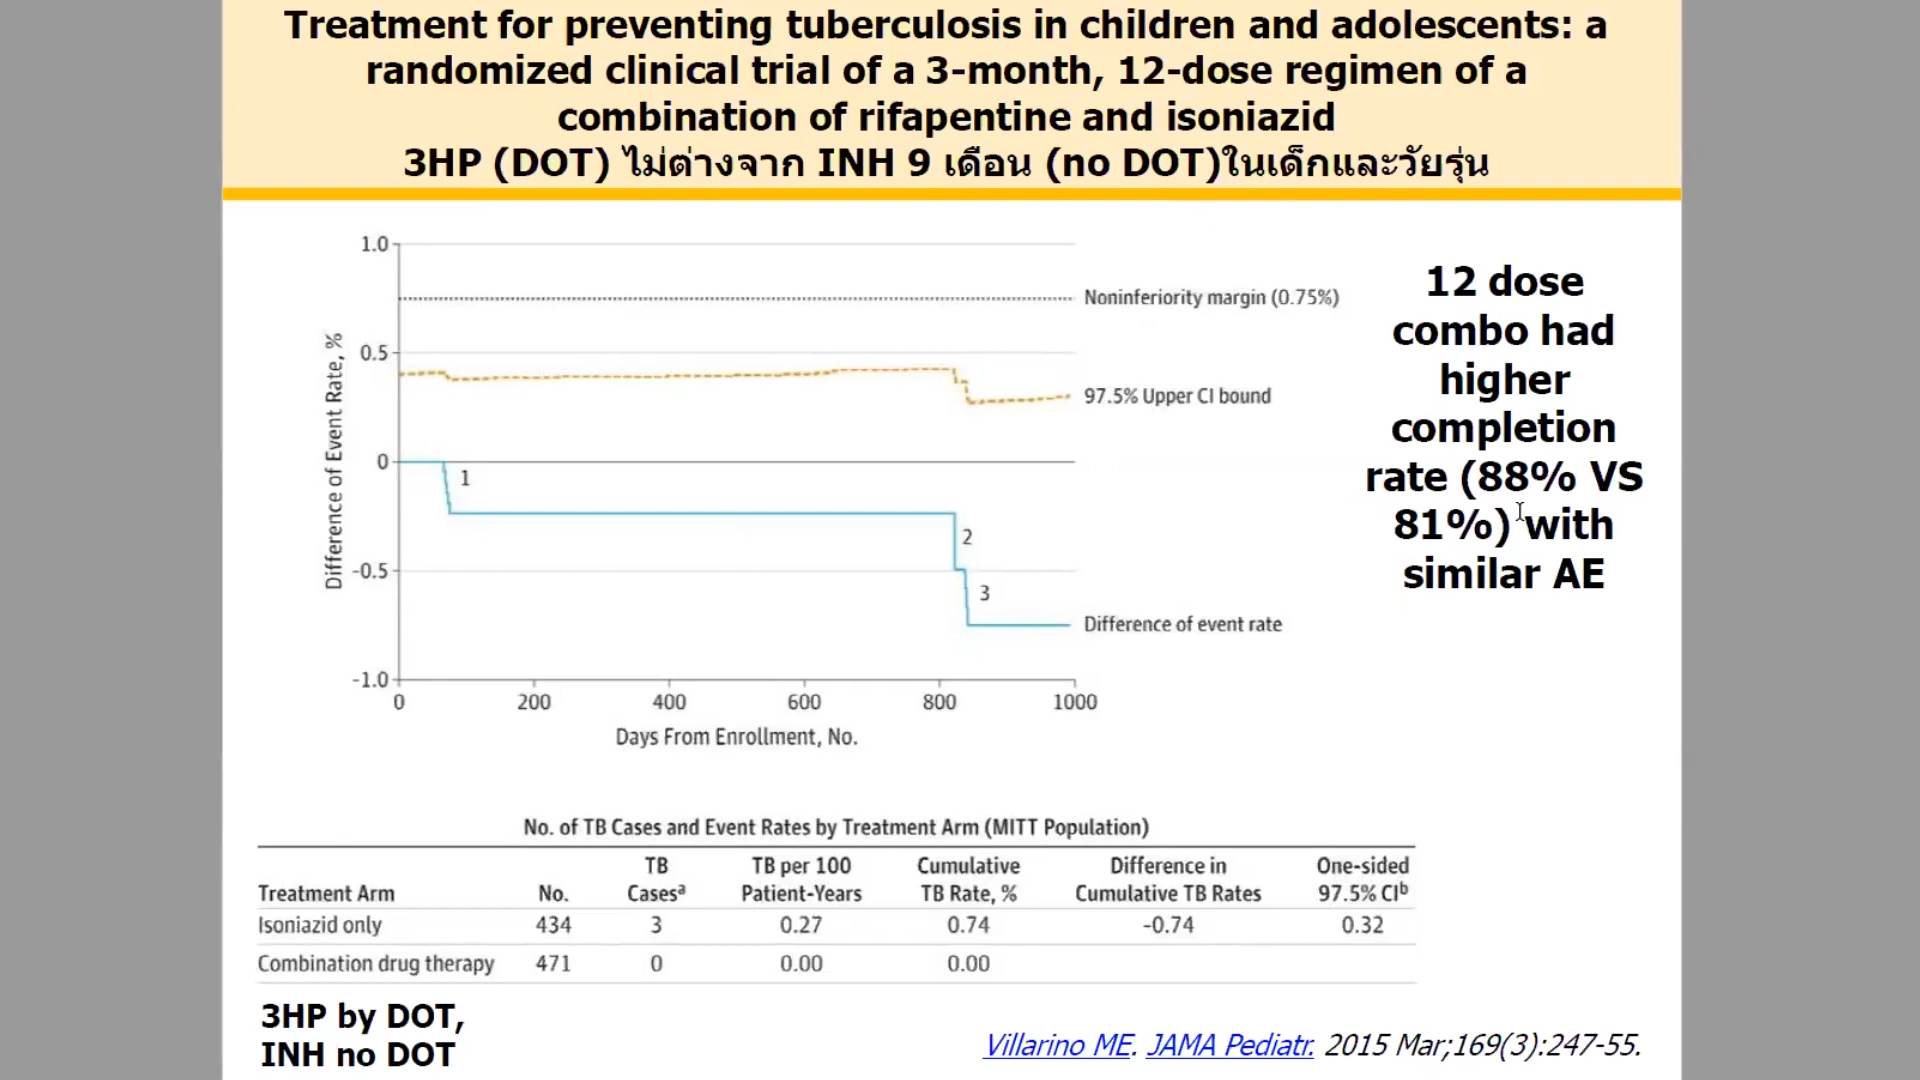 Treatment for preventing tuberculosis in children and adolescents: a
randomized clinical trial of a 3-month, 12-dose regimen of a
combination of rifapentine and isoniazid
3HP (DOT) ไม่ต่างจาก INH 9 เดือน (no DOT)ในเด็กและวัยรุ่น
Difference of Event Rate, %
1.0
0.5
0
-0.5
-1.0
Noninferiority margin (0.75%)
97.5% Upper CI bound
1
2
3
Difference of event rate
0 200 400 600 800 1000
Days From Enrollment, No.
12 dose
combo had
higher
completion
rate (88% VS
81%) with
similar AE
No. of TB Cases and Event Rates by Treatment Arm (MITT Population)
TB TB per 100 Cumulative Difference in One-sided
Treatment Arm No. Casesᵃ Patient-Years TB Rate, % Cumulative TB Rates 97.5% CIᵇ
Isoniazid only 434 3 0.27 0.74 -0.74 0.32
Combination drug therapy 471 0 0.00 0.00
3HP by DOT,
INH no DOT
Villarino ME. JAMA Pediatr. 2015 Mar;169(3):247-55.